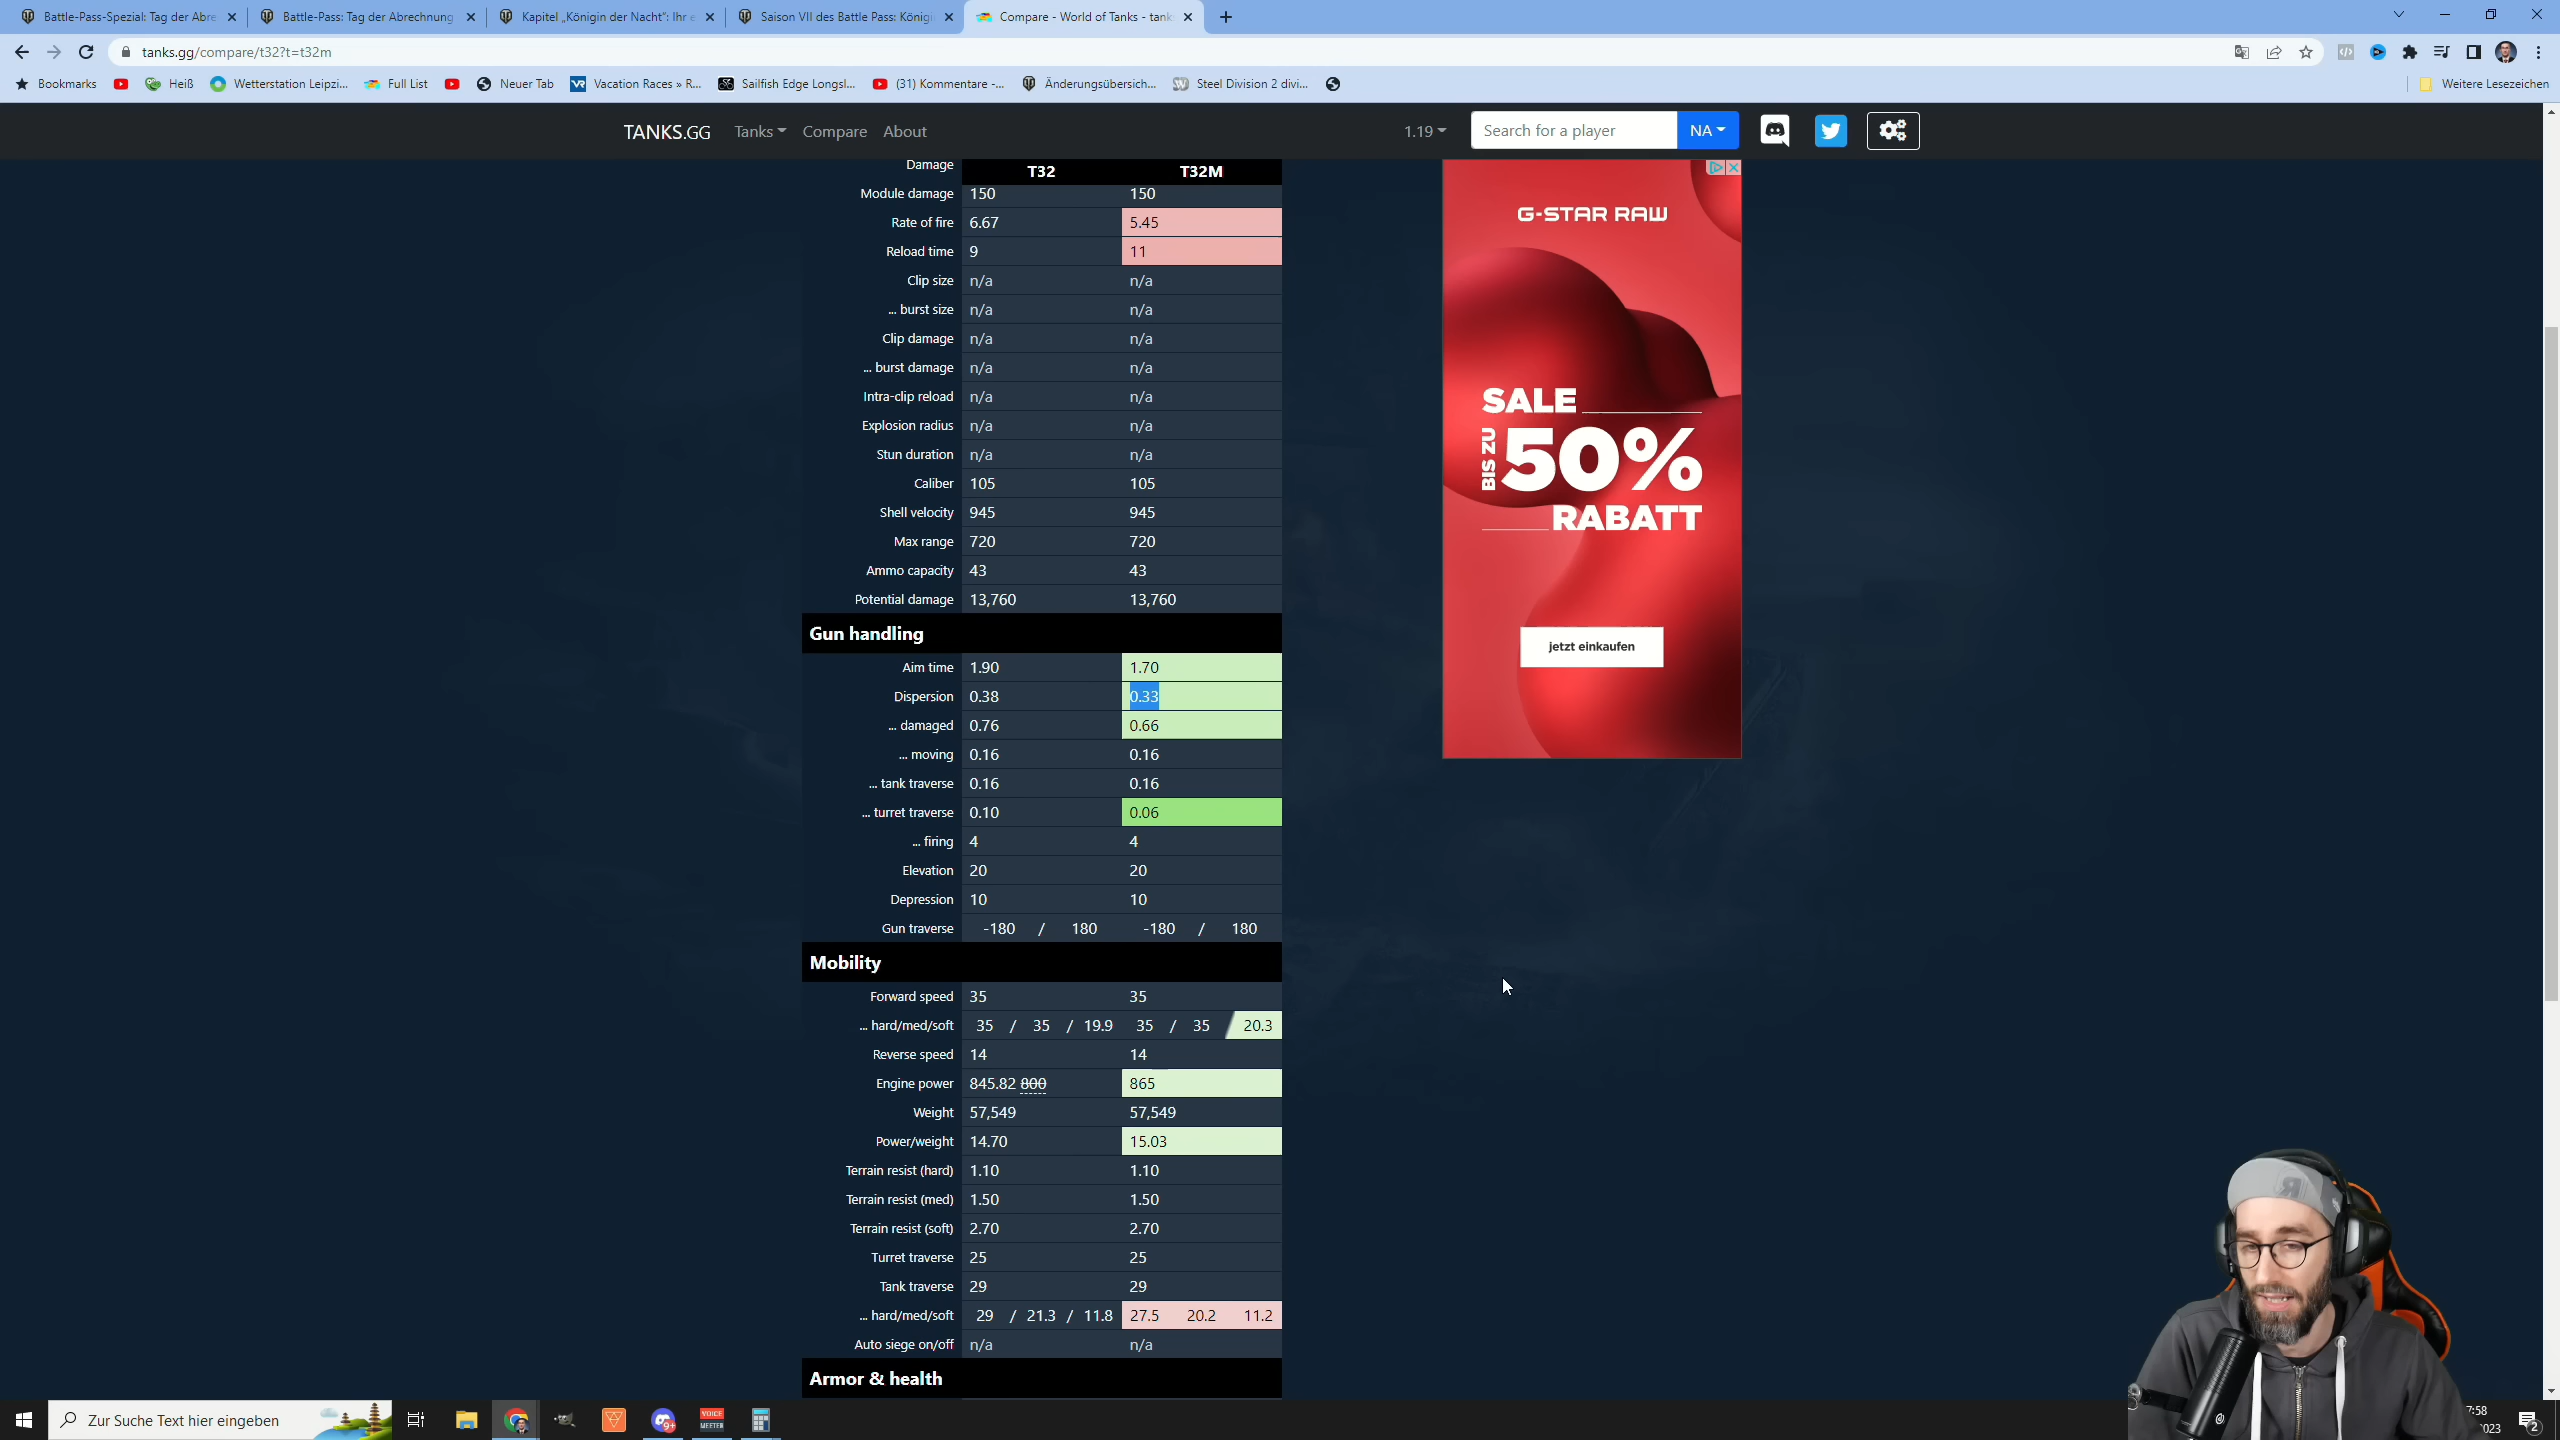 Battle-Pass-Spezial: Tag der Abre
Battle-Pass: Tag der Abrechnung
Kapitel „Königin der Nacht“: Ihr e
Saison VII des Battle Pass: Königi
Compare - World of Tanks - tank
tanks.gg/compare/t32?t=t32m
Bookmarks
Heiß
Wetterstation Leipzi...
Full List
Neuer Tab
VR Vacation Races » R...
Sailfish Edge Longsl...
(31) Kommentare -...
Änderungsübersich...
Steel Division 2 divi...
Weitere Lesezeichen
TANKS.GG Tanks Compare About 1.19 Search for a player NA
Damage T32 T32M
Module damage 150 150
Rate of fire 6.67 5.45
Reload time 9 11
Clip size n/a n/a
... burst size n/a n/a
Clip damage n/a n/a
... burst damage n/a n/a
Intra-clip reload n/a n/a
Explosion radius n/a n/a
Stun duration n/a n/a
Caliber 105 105
Shell velocity 945 945
Max range 720 720
Ammo capacity 43 43
Potential damage 13,760 13,760
Gun handling
Aim time 1.90 1.70
Dispersion 0.38 0.33
... damaged 0.76 0.66
... moving 0.16 0.16
... tank traverse 0.16 0.16
... turret traverse 0.10 0.06
... firing 4 4
Elevation 20 20
Depression 10 10
Gun traverse -180 / 180 -180 / 180
Mobility
Forward speed 35 35
... hard/med/soft 35 / 35 / 19.9 35 / 35 20.3
Reverse speed 14 14
Engine power 845.82 800 865
Weight 57,549 57,549
Power/weight 14.70 15.03
Terrain resist (hard) 1.10 1.10
Terrain resist (med) 1.50 1.50
Terrain resist (soft) 2.70 2.70
Turret traverse 25 25
Tank traverse 29 29
... hard/med/soft 29 / 21.3 / 11.8 27.5 20.2 11.2
Auto siege on/off n/a n/a
Armor & health
G-STAR RAW
SALE
BIS ZU
50%
RABATT
jetzt einkaufen
Zur Suche Text hier eingeben
9+
VOICE
MEETER
7:58
023
2